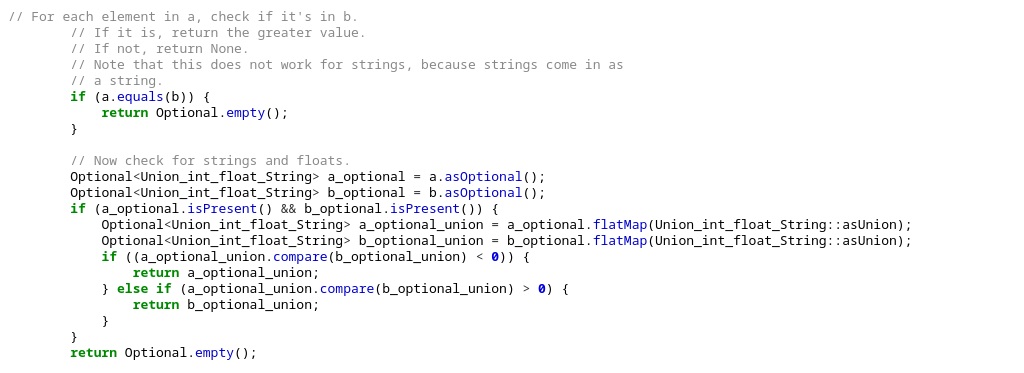 // For each element in a, check if it's in b.
        // If it is, return the greater value.
        // If not, return None.
        // Note that this does not work for strings, because strings come in as
        // a string.
        if (a.equals(b)) {
            return Optional.empty();
        }

        // Now check for strings and floats.
        Optional<Union_int_float_String> a_optional = a.asOptional();
        Optional<Union_int_float_String> b_optional = b.asOptional();
        if (a_optional.isPresent() && b_optional.isPresent()) {
            Optional<Union_int_float_String> a_optional_union = a_optional.flatMap(Union_int_float_String::asUnion);
            Optional<Union_int_float_String> b_optional_union = b_optional.flatMap(Union_int_float_String::asUnion);
            if ((a_optional_union.compare(b_optional_union) < 0)) {
                return a_optional_union;
            } else if (a_optional_union.compare(b_optional_union) > 0) {
                return b_optional_union;
            }
        }
        return Optional.empty();